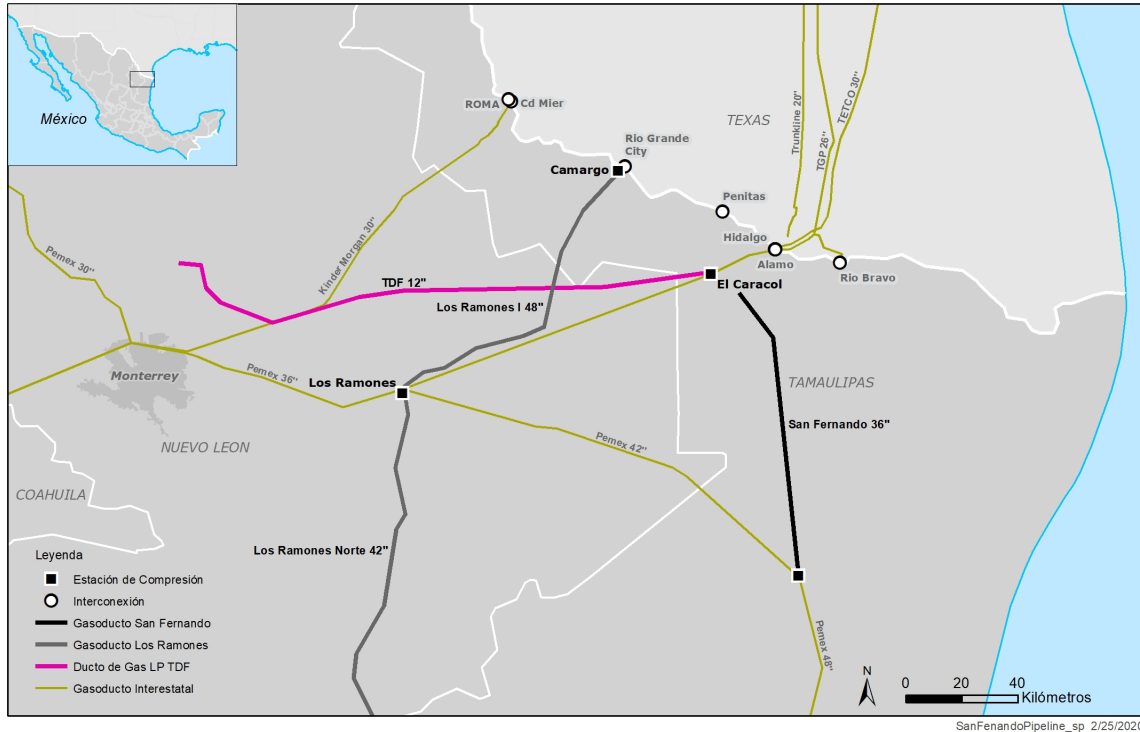 México
ROMA
Cd Mier
TEXAS
Trunkline 20"
TGP 26"
TETCO 30"
Rio Grande
City
Camargo
Penitas
Hidalgo
Alamo
Rio Bravo
Pemex 30"
Kinder Morgan 30"
TDF 12"
El Caracol
Los Ramones I 48"
Monterrey
Pemex 36"
Los Ramones
TAMAULIPAS
San Fernando 36"
NUEVO LEON
Pemex 42"
COAHUILA
Los Ramones Norte 42"
Pemex 48"
Leyenda
Estación de Compresión
Interconexión
Gasoducto San Fernando
Gasoducto Los Ramones
Ducto de Gas LP TDF
Gasoducto Interestatal
N
0 20 40
Kilómetros
SanFenandoPipeline_sp 2/25/2020